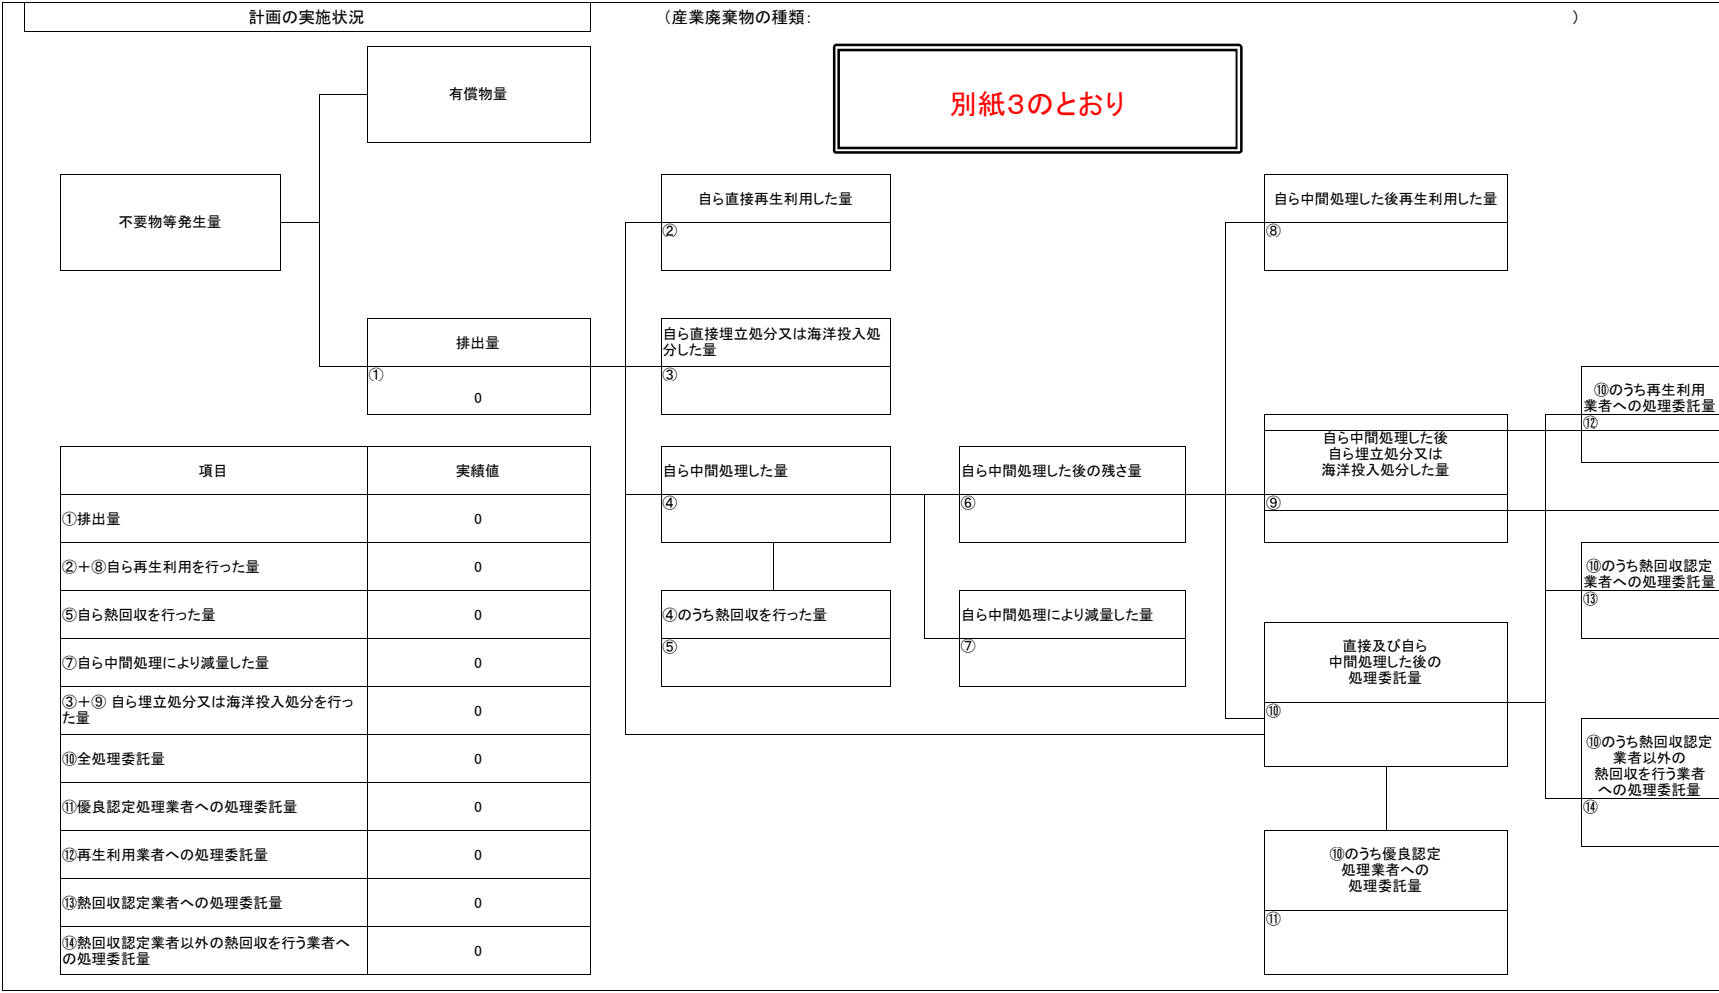 計画の実施状況
（産業廃棄物の種類：　）
有償物量
別紙３のとおり
不要物等発生量
自ら直接再生利用した量
②
自ら中間処理した後再生利用した量
⑧
排出量
①
0
自ら直接埋立処分又は海洋投入処
分した量
③
⑩のうち再生利用
業者への処理委託量
⑫
自ら中間処理した後
自ら埋立処分又は
海洋投入処分した量
⑨
自ら中間処理した量
④
自ら中間処理した後の残さ量
⑥
⑩のうち熱回収認定
業者への処理委託量
⑬
④のうち熱回収を行った量
⑤
自ら中間処理により減量した量
⑦
直接及び自ら
中間処理した後の
処理委託量
⑩
⑩のうち熱回収認定
業者以外の
熱回収を行う業者
への処理委託量
⑭
⑩のうち優良認定
処理業者への
処理委託量
⑪
項目 実績値
①排出量 0
②＋⑧自ら再生利用を行った量 0
⑤自ら熱回収を行った量 0
⑦自ら中間処理により減量した量 0
③＋⑨ 自ら埋立処分又は海洋投入処分を行っ
た量 0
⑩全処理委託量 0
⑪優良認定処理業者への処理委託量 0
⑫再生利用業者への処理委託量 0
⑬熱回収認定業者への処理委託量 0
⑭熱回収認定業者以外の熱回収を行う業者へ
の処理委託量 0